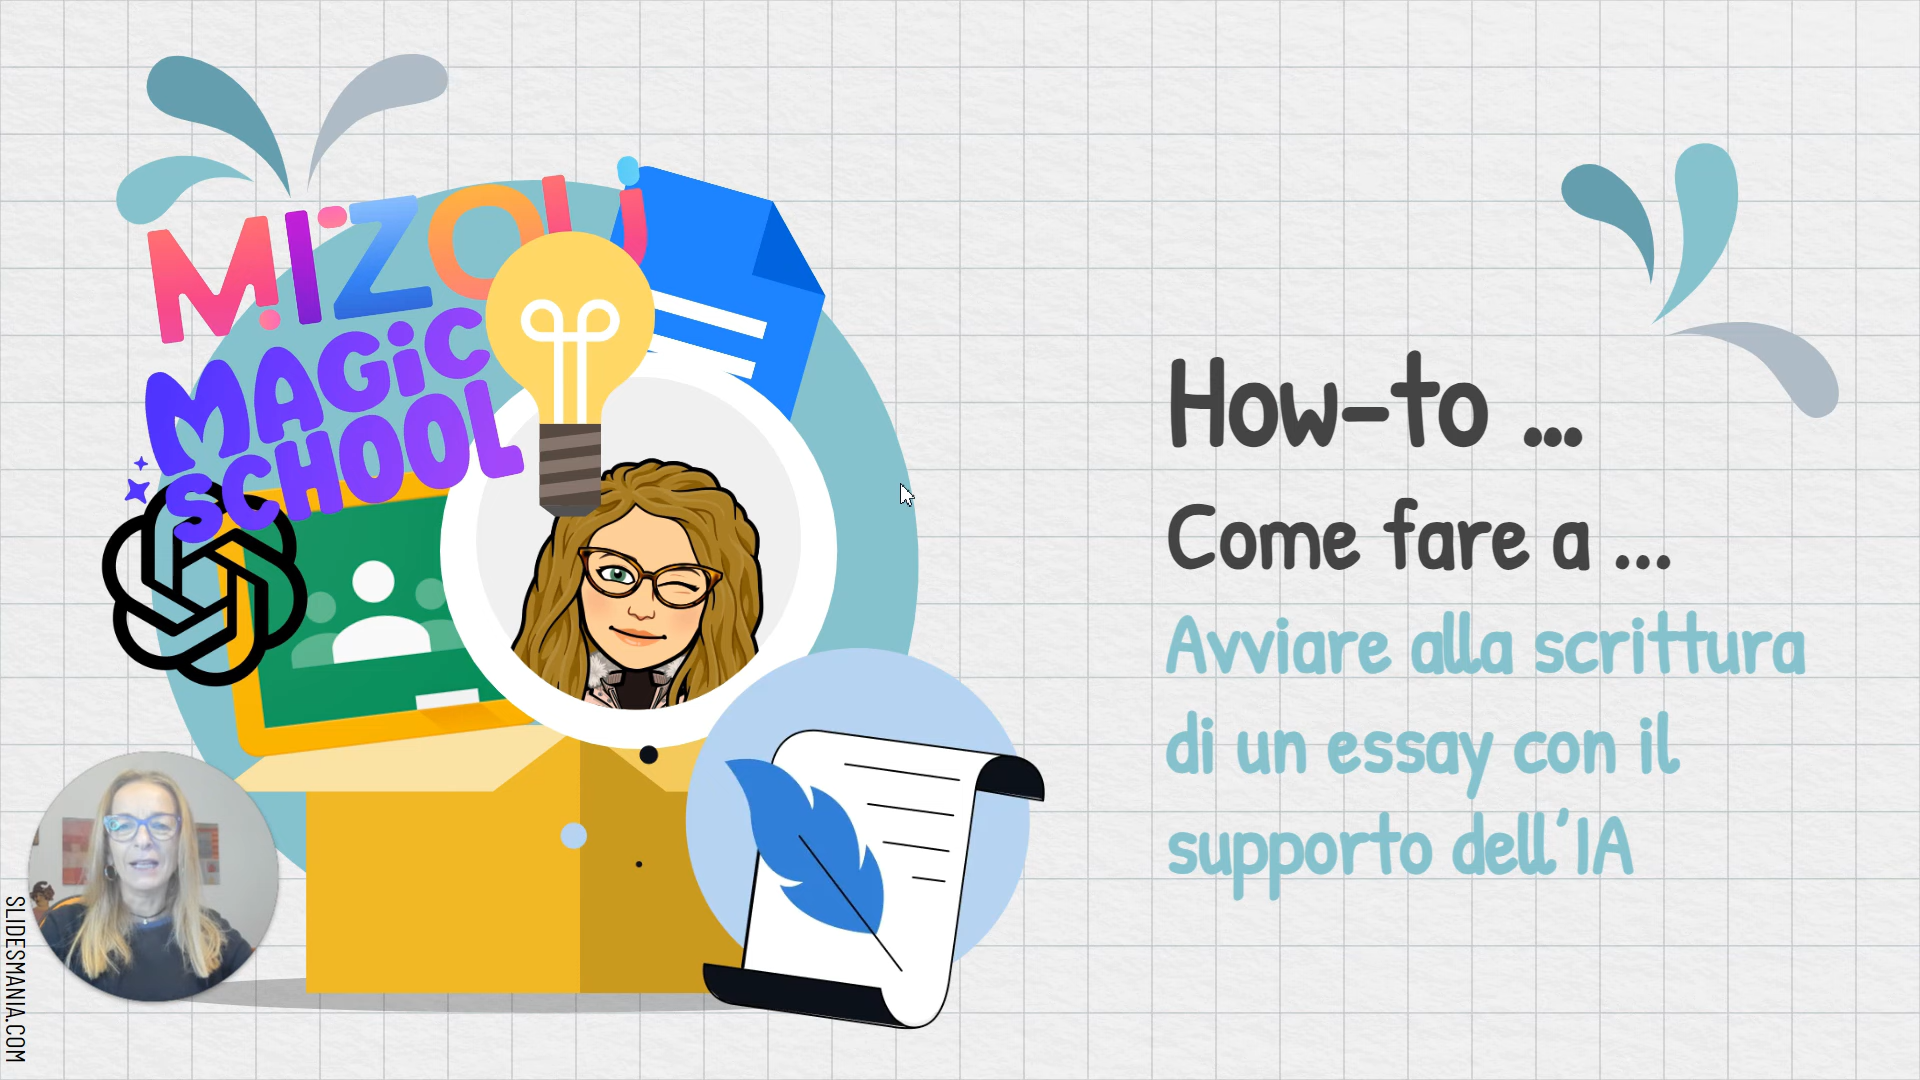 MIZOU
MAGiC
SCHOOL
How-to ...
Come fare a ...
Avviare alla scrittura
di un essay con il
supporto dell'IA
SLIDESMANIA.COM